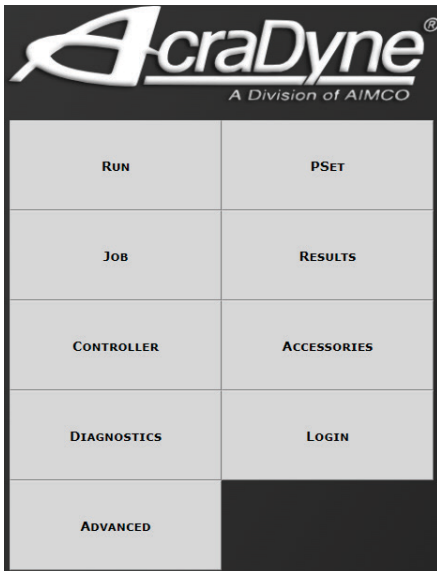 AcraDyne®
A Division of AIMCO
RUN
PSET
JOB
RESULTS
CONTROLLER
ACCESSORIES
DIAGNOSTICS
LOGIN
ADVANCED